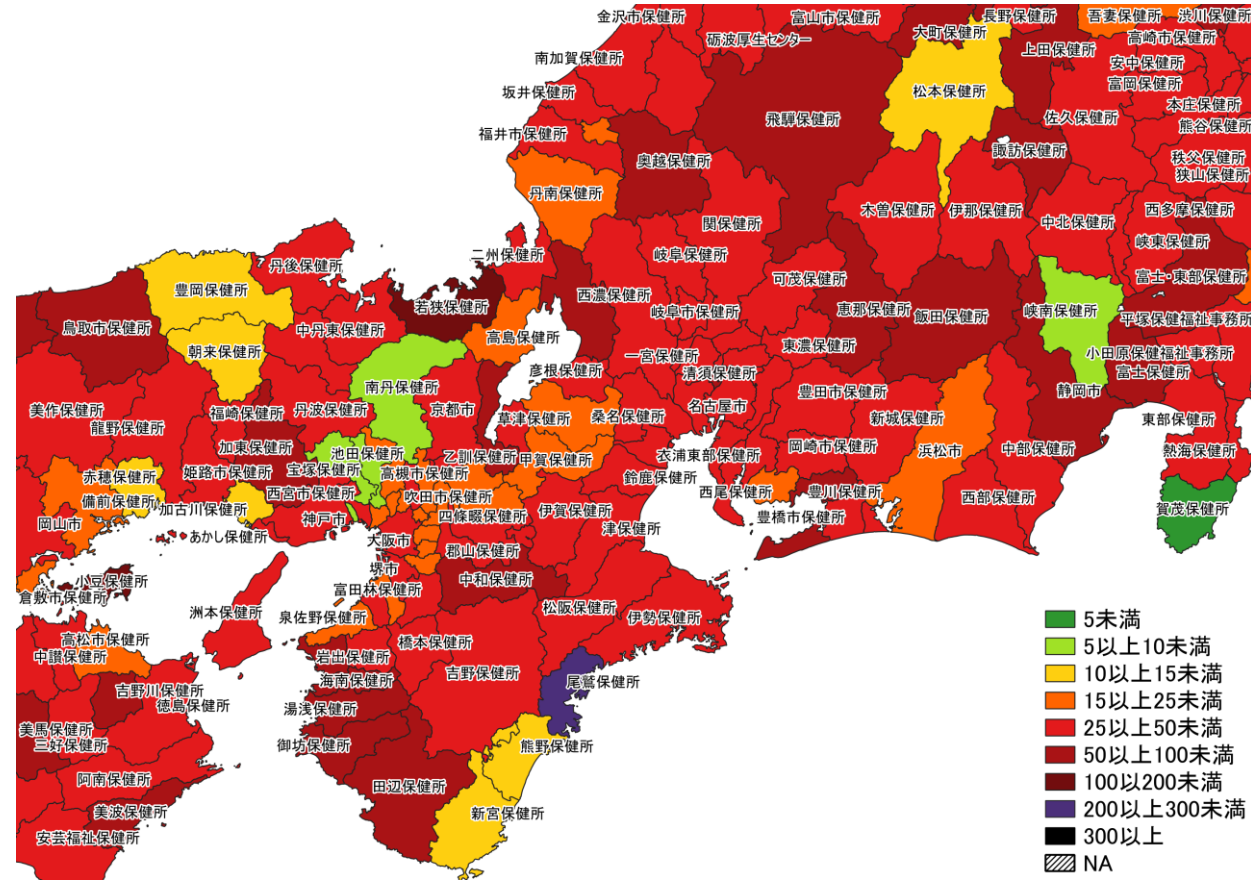 金沢市保健所
富山市保健所
長野保健所
吾妻保健所
渋川保健所
砺波厚生センター
大町保健所
高崎市保健所
南加賀保健所
上田保健所
安中保健所
富岡保健所
坂井保健所
松本保健所
本庄保健所
飛騨保健所
佐久保健所
熊谷保健所
福井市保健所
奥越保健所
諏訪保健所
秩父保健所
狭山保健所
丹南保健所
関保健所
木曽保健所
伊那保健所
中北保健所
西多摩保健所
峡東保健所
二州保健所
岐阜保健所
丹後保健所
可茂保健所
富士・東部保健所
豊岡保健所
若狭保健所
西濃保健所
恵那保健所
飯田保健所
峡南保健所
鳥取市保健所
中丹東保健所
高島保健所
岐阜市保健所
平塚保健福祉事務所
朝来保健所
東濃保健所
一宮保健所
小田原保健福祉事務所
彦根保健所
清須保健所
富士保健所
南丹保健所
豊田市保健所
静岡市
美作保健所
福崎保健所
丹波保健所
京都市
草津保健所
桑名保健所
名古屋市
新城保健所
東部保健所
龍野保健所
加東保健所
池田保健所
乙訓保健所
甲賀保健所
衣浦東部保健所
岡崎市保健所
浜松市
中部保健所
熱海保健所
赤穂保健所
姫路市保健所
宝塚保健所
高槻市保健所
鈴鹿保健所
備前保健所
西宮市保健所
吹田市保健所
西尾保健所
豊川保健所
西部保健所
加古川保健所
伊賀保健所
賀茂保健所
岡山市
神戸市
四條畷保健所
豊橋市保健所
あかし保健所
大阪市
津保健所
郡山保健所
堺市
小豆保健所
中和保健所
富田林保健所
倉敷市保健所
洲本保健所
松阪保健所
泉佐野保健所
伊勢保健所
高松市保健所
橋本保健所
中讃保健所
岩出保健所
吉野保健所
海南保健所
尾鷲保健所
吉野川保健所
徳島保健所
湯浅保健所
美馬保健所
三好保健所
御坊保健所
熊野保健所
阿南保健所
田辺保健所
美波保健所
新宮保健所
安芸福祉保健所
5未満
5以上10未満
10以上15未満
15以上25未満
25以上50未満
50以上100未満
100以200未満
200以上300未満
300以上
NA